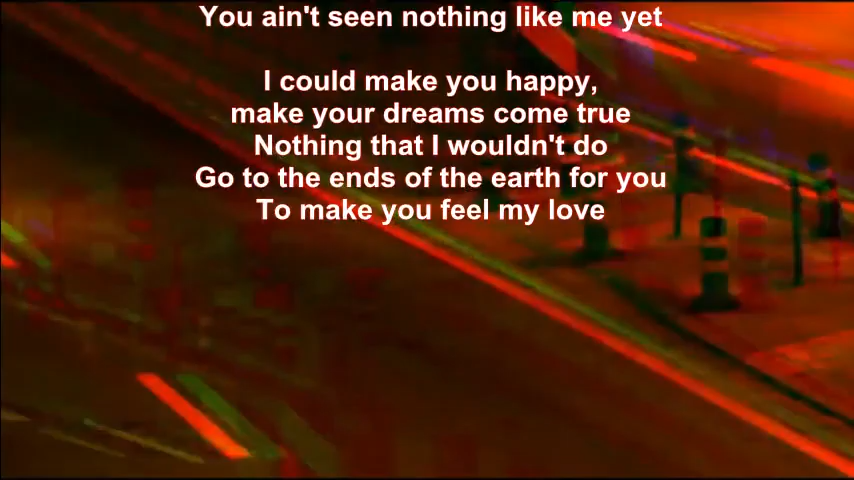 You ain't seen nothing like me yet
I could make you happy,
make your dreams come true
Nothing that I wouldn't do
Go to the ends of the earth for you
To make you feel my love